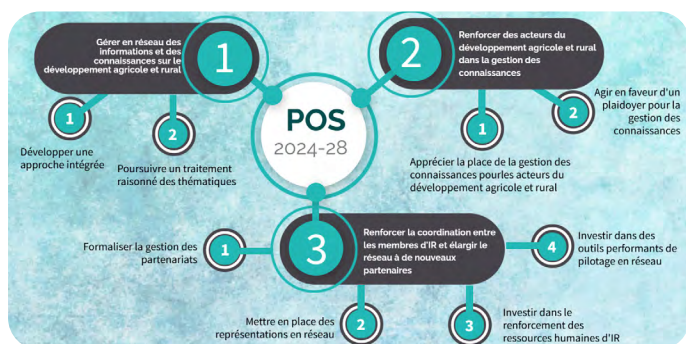 Gérer en réseau des
informations et des
connaissances sur le
développement agricole et rural
1
1
Développer une
approche intégrée
2
Poursuivre un traitement
raisonné des thématiques
POS
2024-28
2
Renforcer des acteurs du
développement agricole et rural
dans la gestion des
connaissances
1
Apprécier la place de la gestion des
connaissances pourles acteurs du
développement agricole et rural
2
Agir en faveur d'un
plaidoyer pour la
gestion des
connaissances
3
Renforcer la coordination entre
les membres d'IR et élargir le
réseau à de nouveaux
partenaires
Formaliser la gestion des
partenariats
1
Mettre en place des
représentations en réseau
2
3
Investir dans le
renforcement des
ressources humaines d'IR
4
Investir dans des
outils performants de
pilotage en réseau